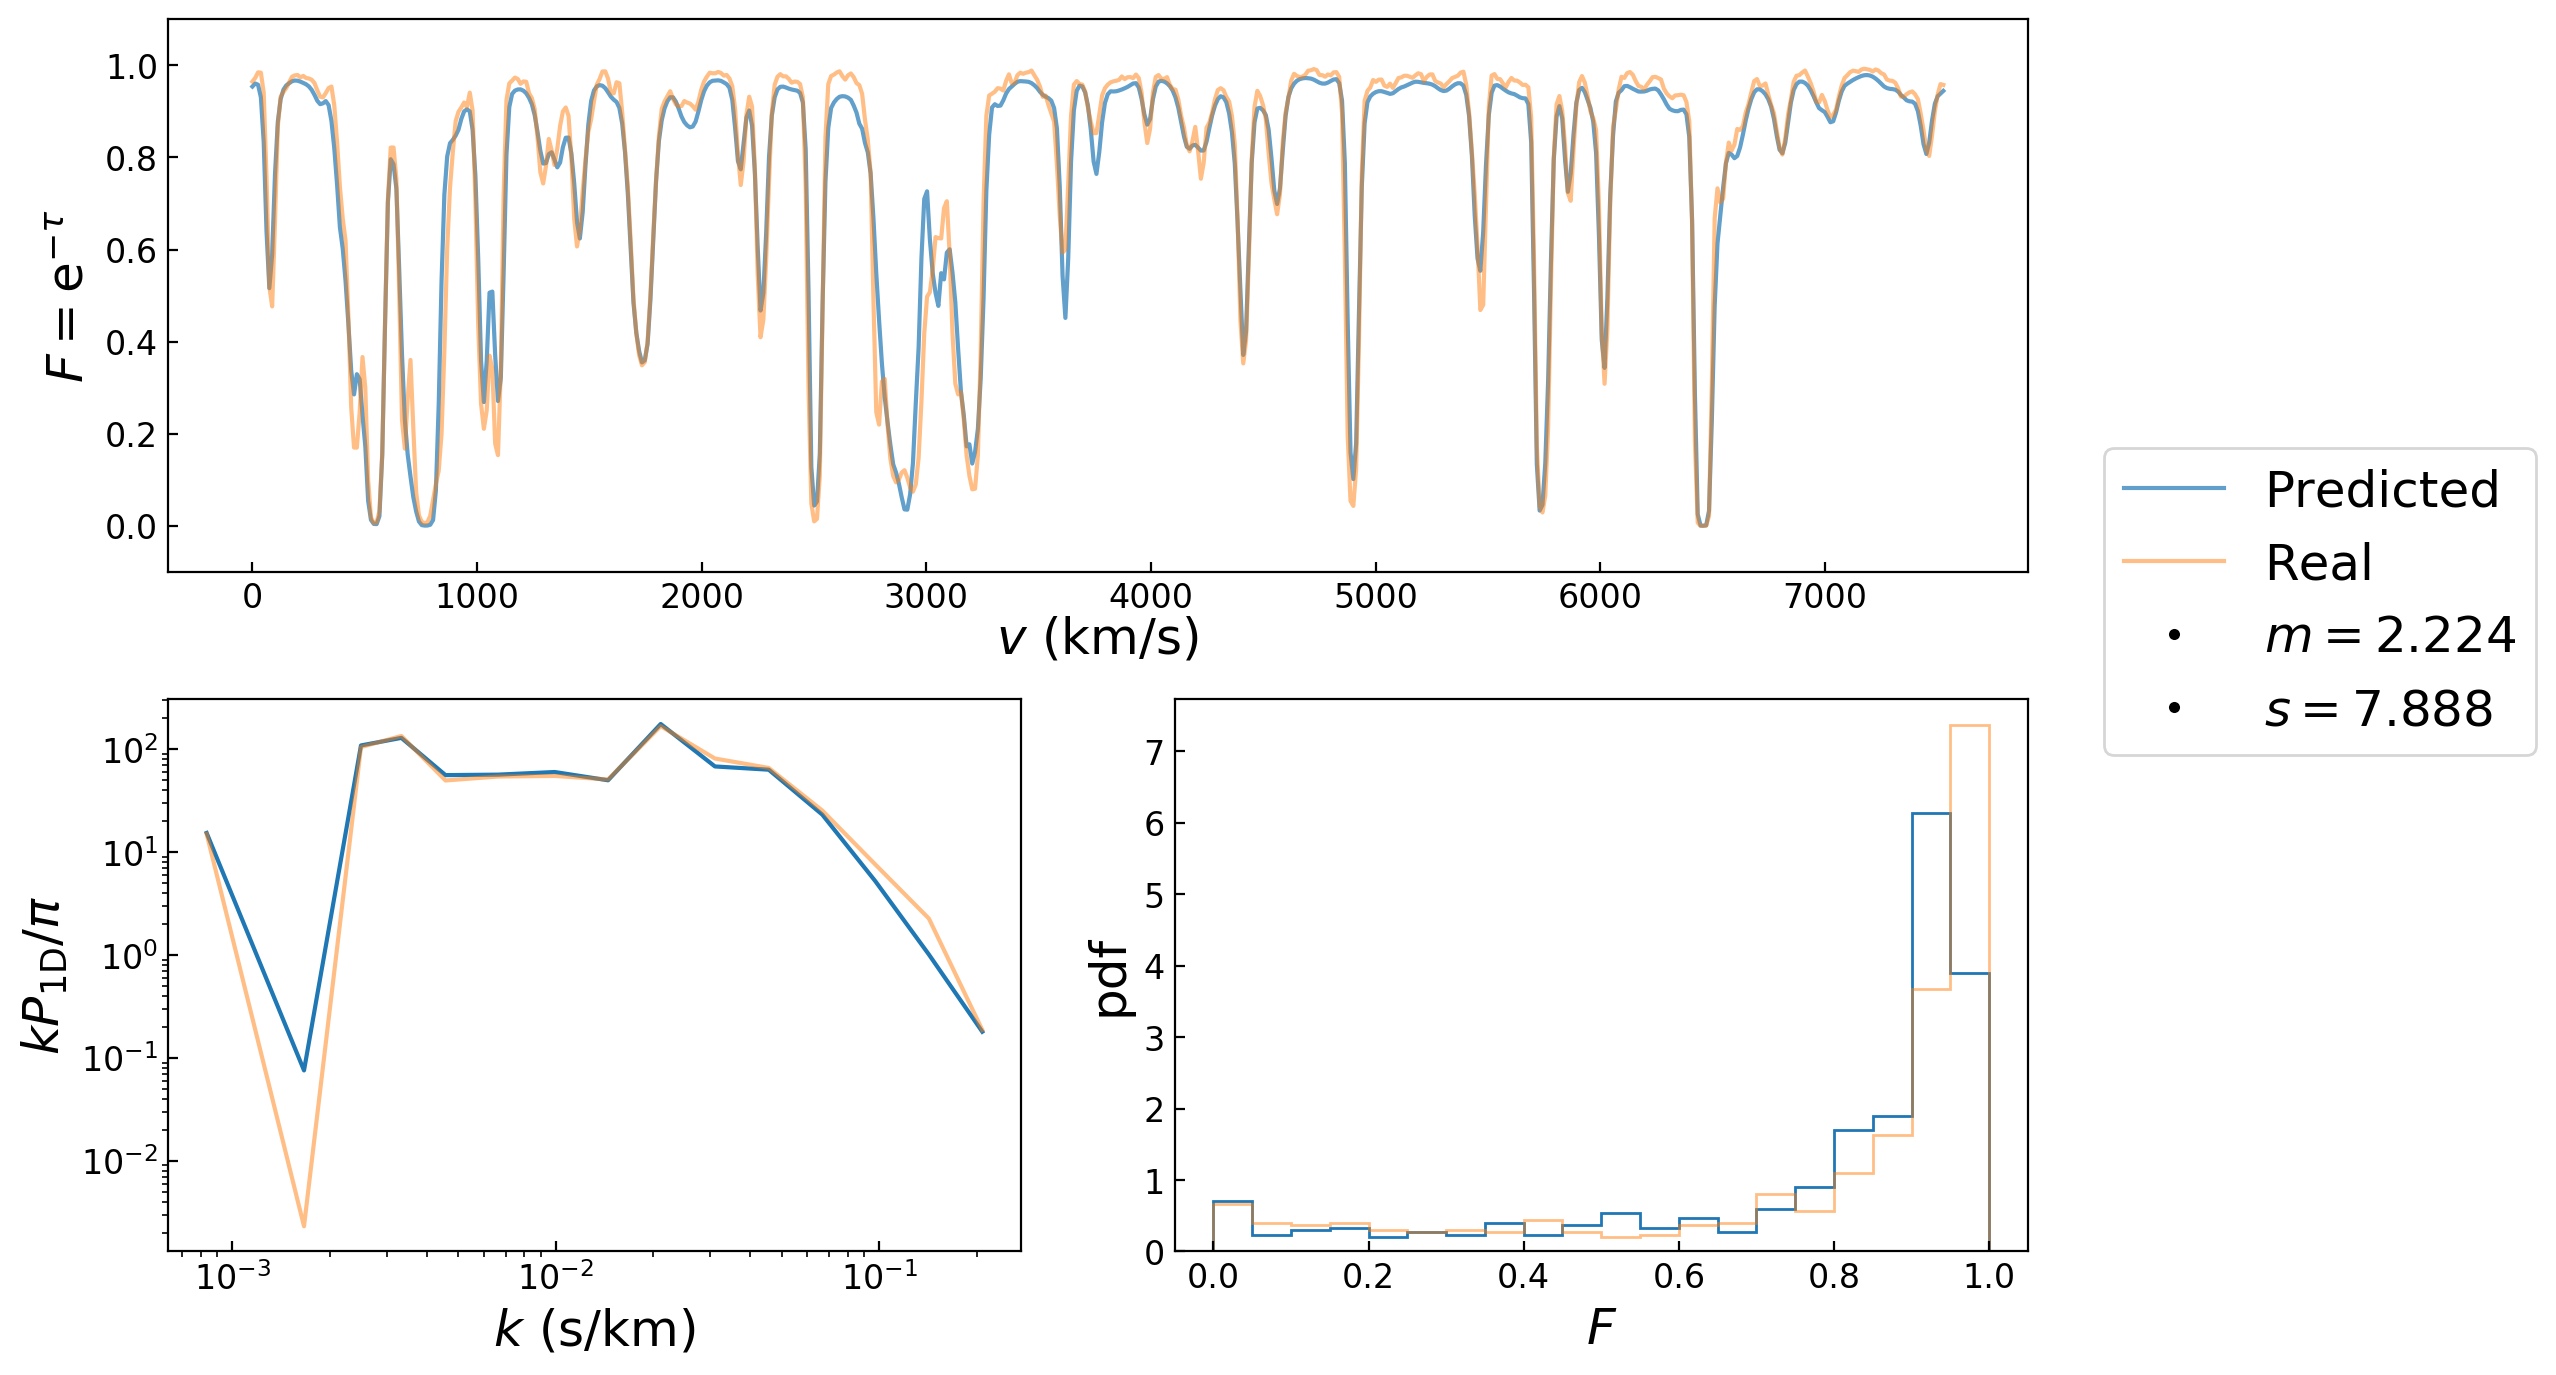 F = e^{−τ}
1.0
0.8
0.6
0.4
0.2
0.0
0 1000 2000 3000 4000 5000 6000 7000
v (km/s)
Predicted
Real
m = 2.224
s = 7.888
kP_{1D}/π
10^{2}
10^{1}
10^{0}
10^{−1}
10^{−2}
10^{−3} 10^{−2} 10^{−1}
k (s/km)
pdf
7
6
5
4
3
2
1
0
0.0 0.2 0.4 0.6 0.8 1.0
F